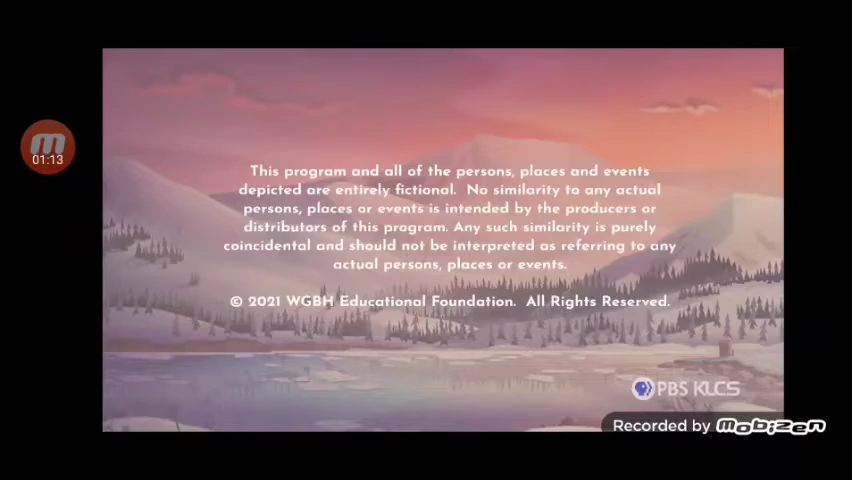 01:13
This program and all of the persons, places and events
depicted are entirely fictional. No similarity to any actual
persons, places or events is intended by the producers or
distributors of this program. Any such similarity is purely
coincidental and should not be interpreted as referring to any
actual persons, places or events.
© 2021 WGBH Educational Foundation. All Rights Reserved.
PBS KLCS
Recorded by mobizen